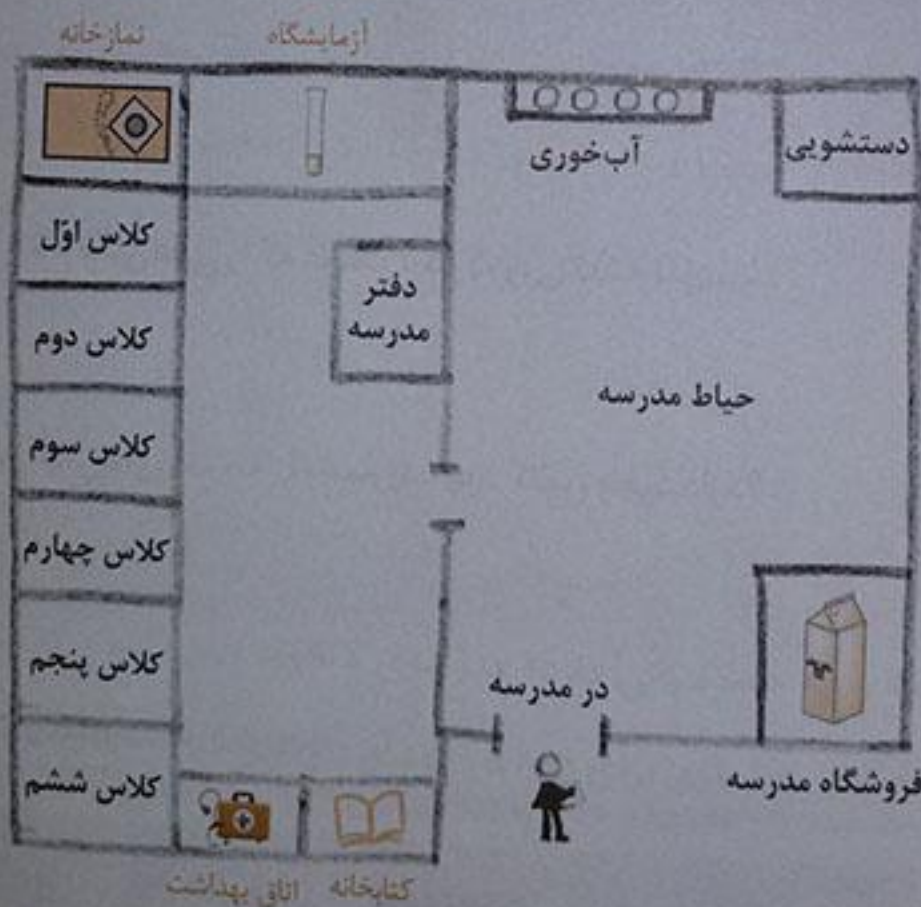 آزمایشگاه
نمازخانه
دستشویی
آب‌خوری
کلاس اوّل
دفتر
مدرسه
کلاس دوم
حیاط مدرسه
کلاس سوم
کلاس چهارم
کلاس پنجم
در مدرسه
فروشگاه مدرسه
کلاس ششم
کتابخانه
اتاق بهداشت